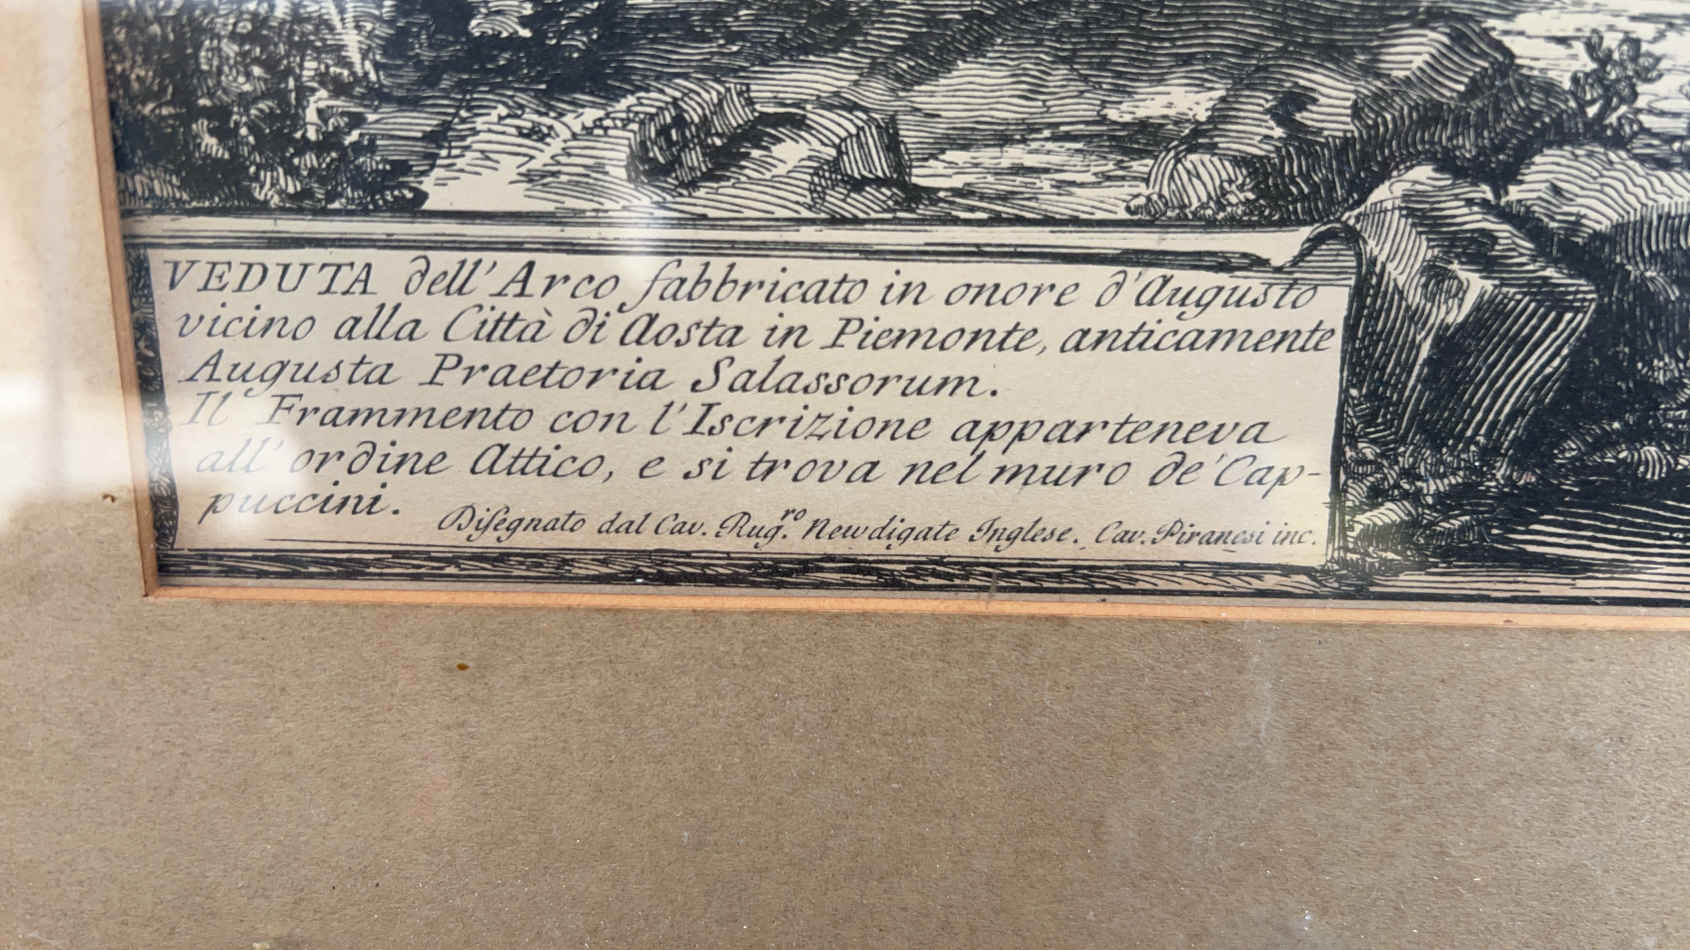 VEDUTA dell' Arco fabbricato in onore d'Augusto
vicino alla Città di Aosta in Piemonte, anticamente
Augusta Praetoria Salassorum.
Il Frammento con l'Iscrizione apparteneva
all' ordine Attico, e si trova nel muro de' Cap-
puccini.
Diſegnato dal Cav. Rug.ro Newdigate Inglese. Cav. Piranesi inc.